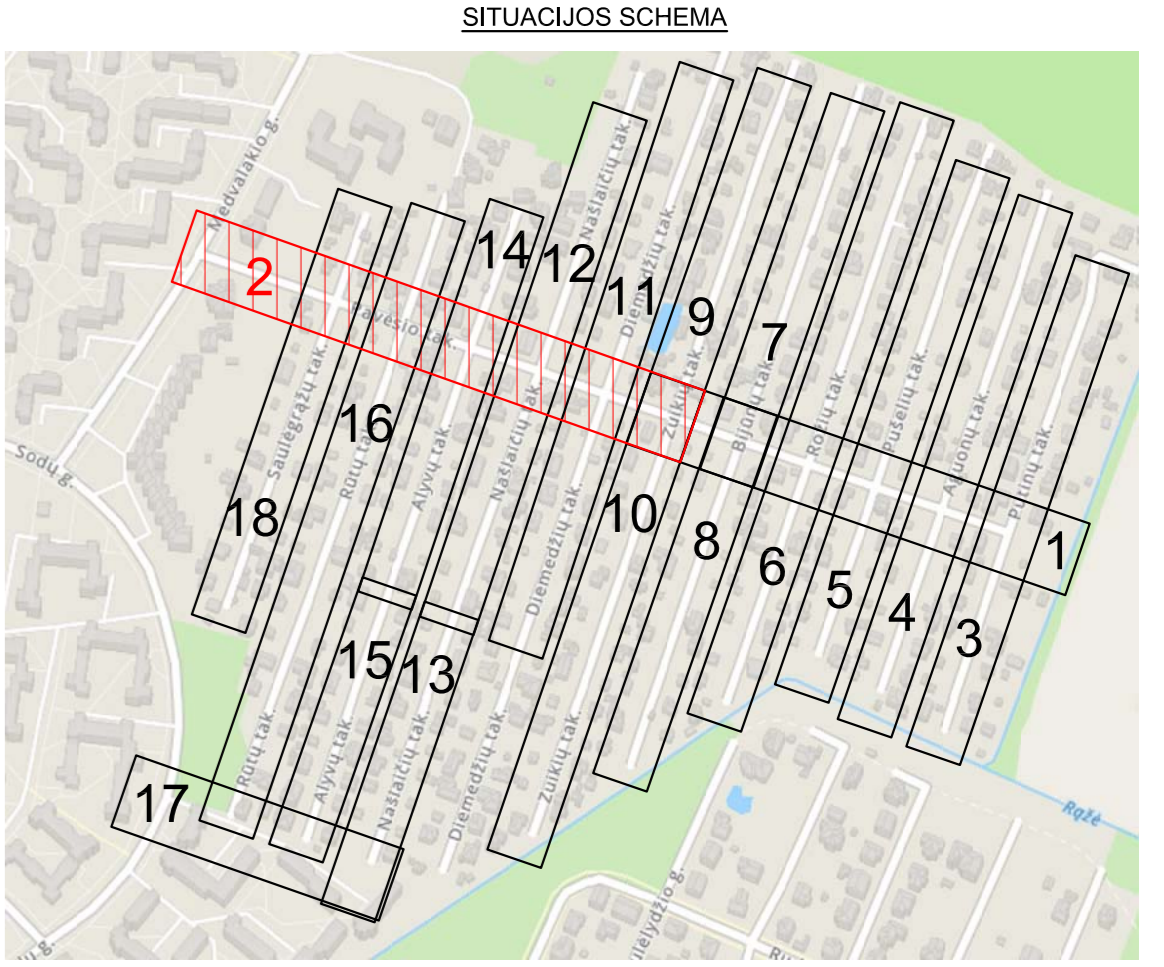 SITUACIJOS SCHEMA
Medvalakio g.
Našlaičių tak.
14
12
Diemedžių tak.
11
9
2
Pavėsio tak.
Zuikių tak.
7
Bijūnų tak.
Rožių tak.
Pušelių tak.
Aguonų tak.
Putinų tak.
Saulėgrąžų tak.
16
Rūtų tak.
Alyvų tak.
Našlaičių tak.
Sodų g.
18
10
8
6
5
4
3
1
Diemedžių tak.
15
13
Rūtų tak.
Alyvų tak.
Našlaičių tak.
Diemedžių tak.
Zuikių tak.
17
Rąžė